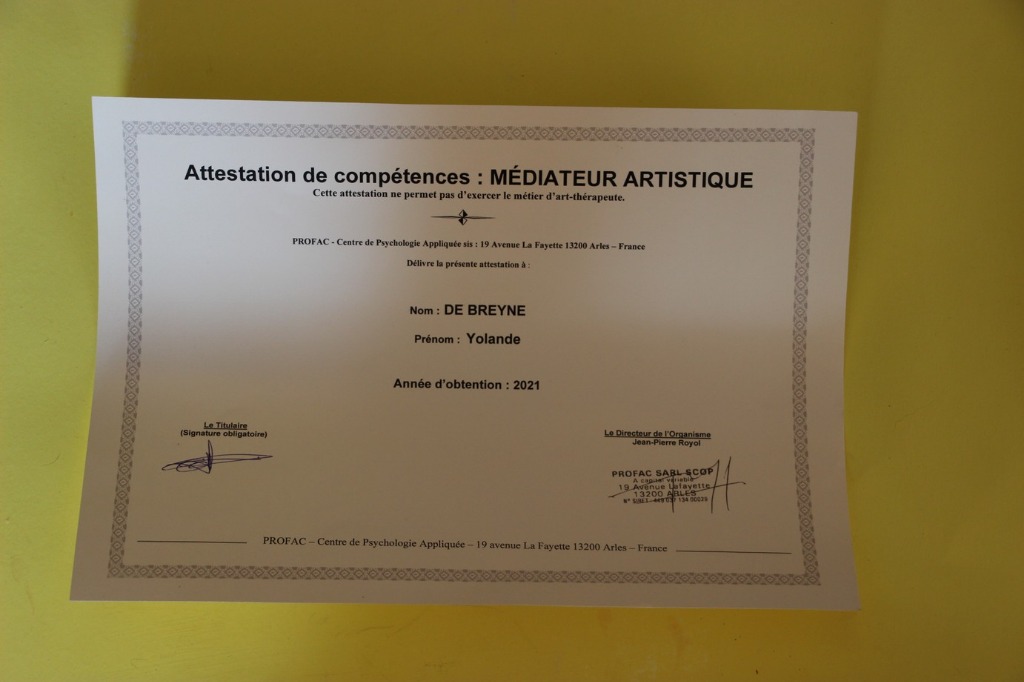 Attestation de compétences : MÉDIATEUR ARTISTIQUE
Cette attestation ne permet pas d'exercer le métier d'art-thérapeute.
PROFAC - Centre de Psychologie Appliquée sis : 19 Avenue La Fayette 13200 Arles – France
Délivre la présente attestation à :
Nom : DE BREYNE
Prénom : Yolande
Année d'obtention : 2021
Le Titulaire
(Signature obligatoire)
Le Directeur de l'Organisme
Jean-Pierre Royol
PROFAC SARL SCOP
A capital variable
19 Avenue Lafayette
13200 ARLES
N° SIRET
PROFAC – Centre de Psychologie Appliquée – 19 avenue La Fayette 13200 Arles – France